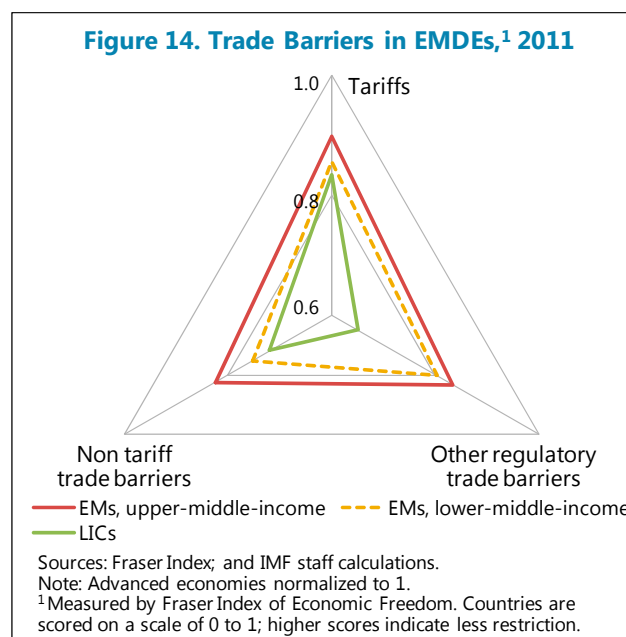 Figure 14. Trade Barriers in EMDEs,¹ 2011
1.0
Tariffs
0.8
0.6
Non tariff
trade barriers
Other regulatory
trade barriers
EMs, upper-middle-income
EMs, lower-middle-income
LICs
Sources: Fraser Index; and IMF staff calculations.
Note: Advanced economies normalized to 1.
¹Measured by Fraser Index of Economic Freedom. Countries are
scored on a scale of 0 to 1; higher scores indicate less restriction.